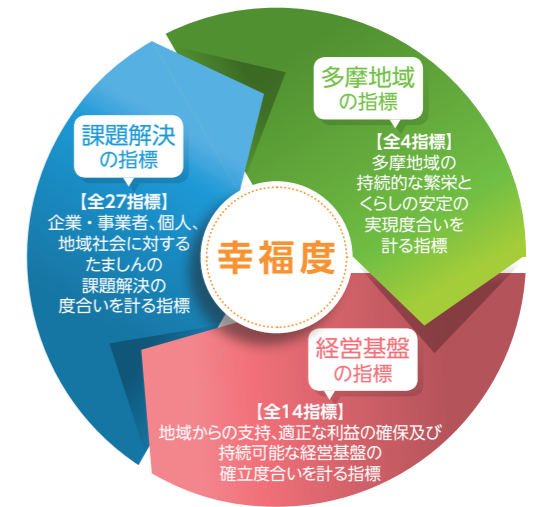 多摩地域
の指標
【全4指標】
多摩地域の
持続的な繁栄と
くらしの安定の
実現度合いを
計る指標
課題解決
の指標
【全27指標】
企業・事業者、個人、
地域社会に対する
たましんの
課題解決の
度合いを計る指標
幸福度
経営基盤
の指標
【全14指標】
地域からの支持、適正な利益の確保及び
持続可能な経営基盤の
確立度合いを計る指標